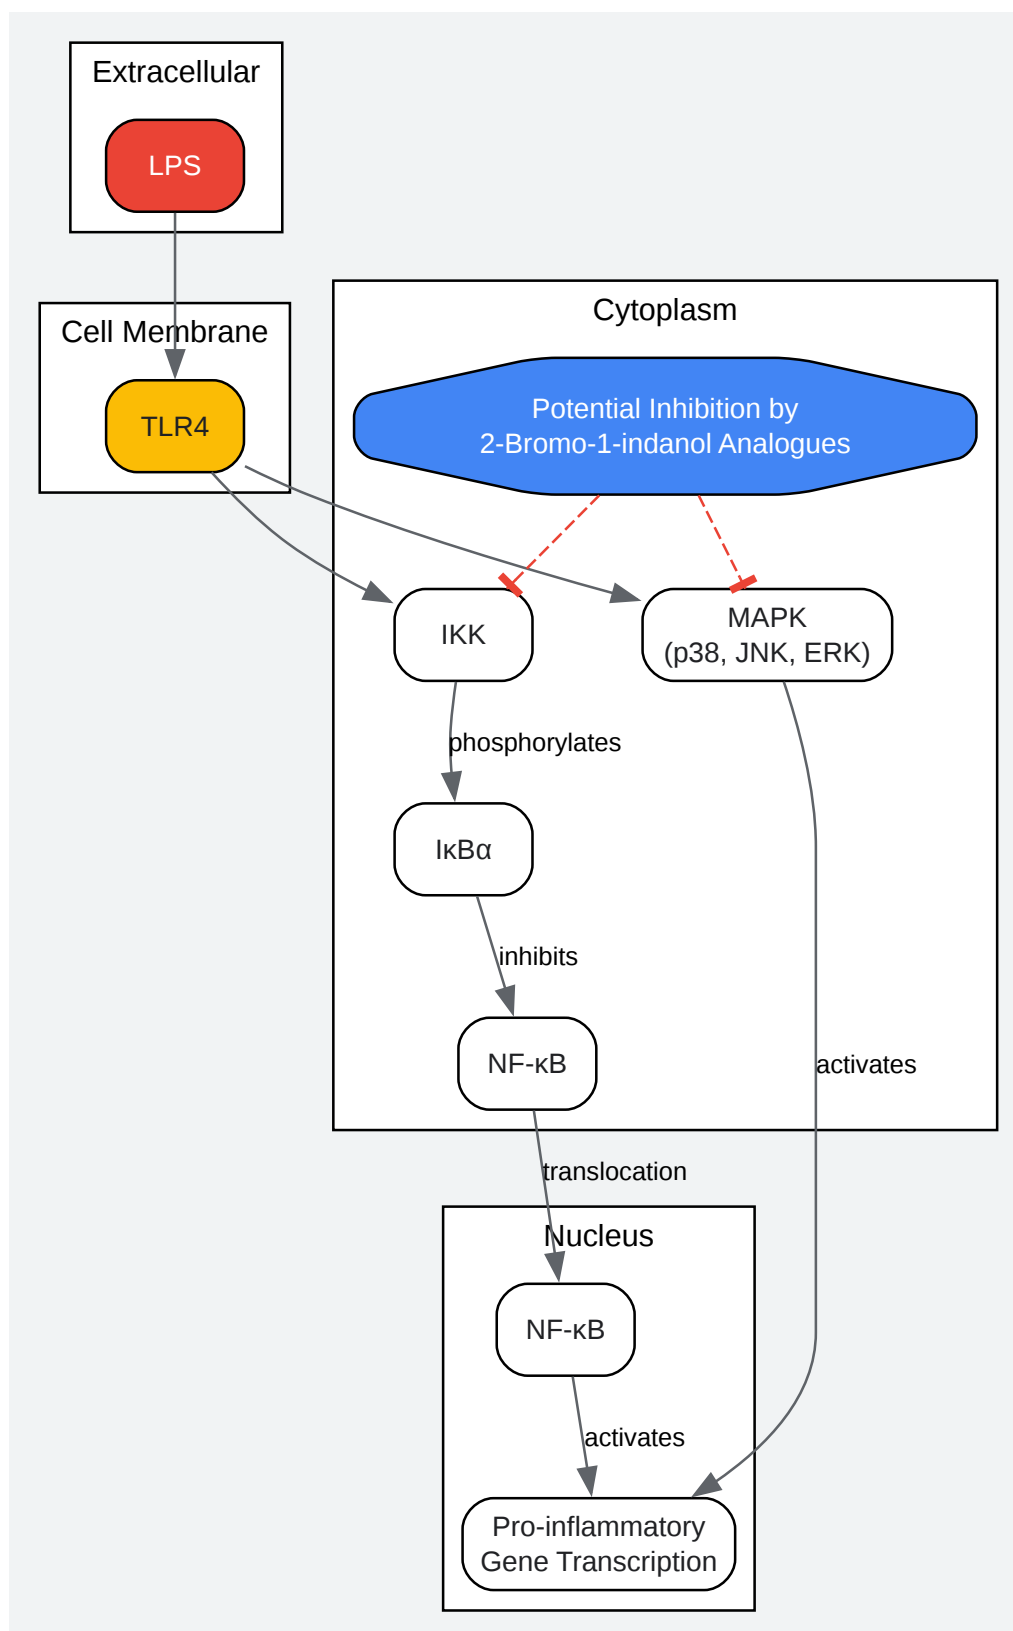 Extracellular
LPS
Cell Membrane
TLR4
Cytoplasm
Potential Inhibition by
2-Bromo-1-indanol Analogues
IKK
MAPK
(p38, JNK, ERK)
phosphorylates
IκBα
inhibits
NF-κB
activates
translocation
Nucleus
NF-κB
activates
Pro-inflammatory
Gene Transcription